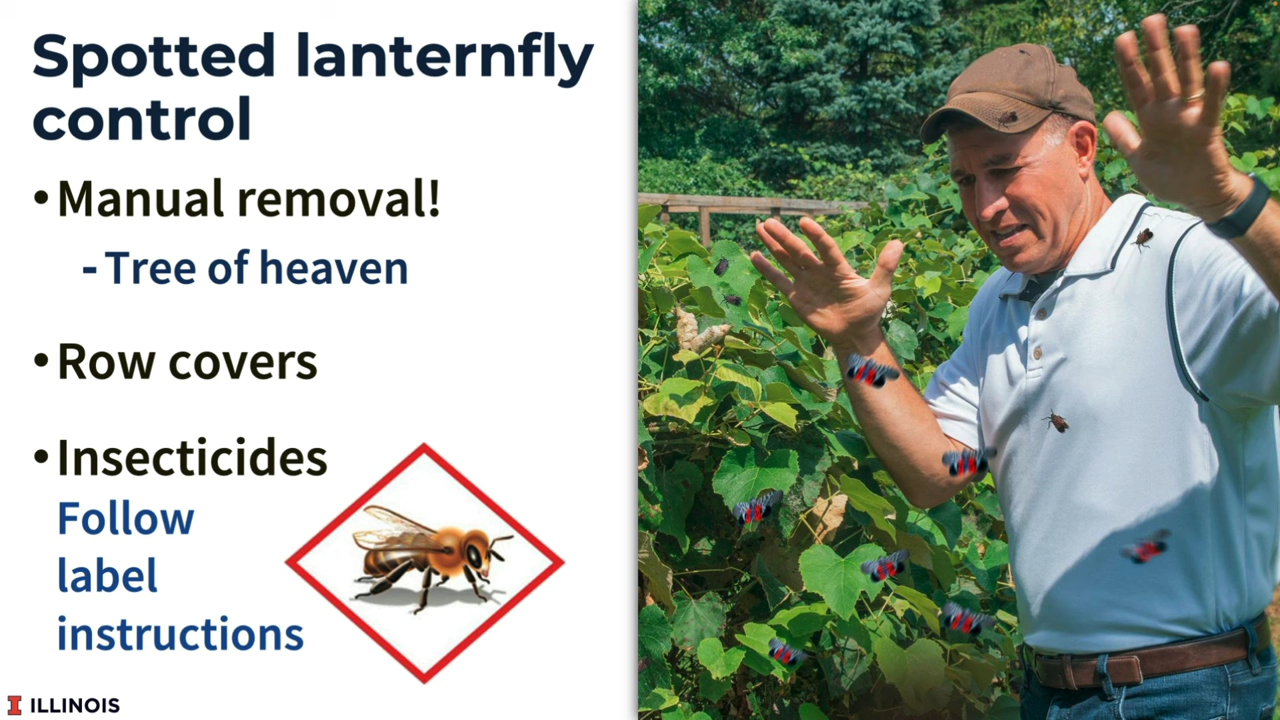 Spotted lanternfly
control
• Manual removal!
- Tree of heaven
• Row covers
• Insecticides
Follow
label
instructions
I ILLINOIS